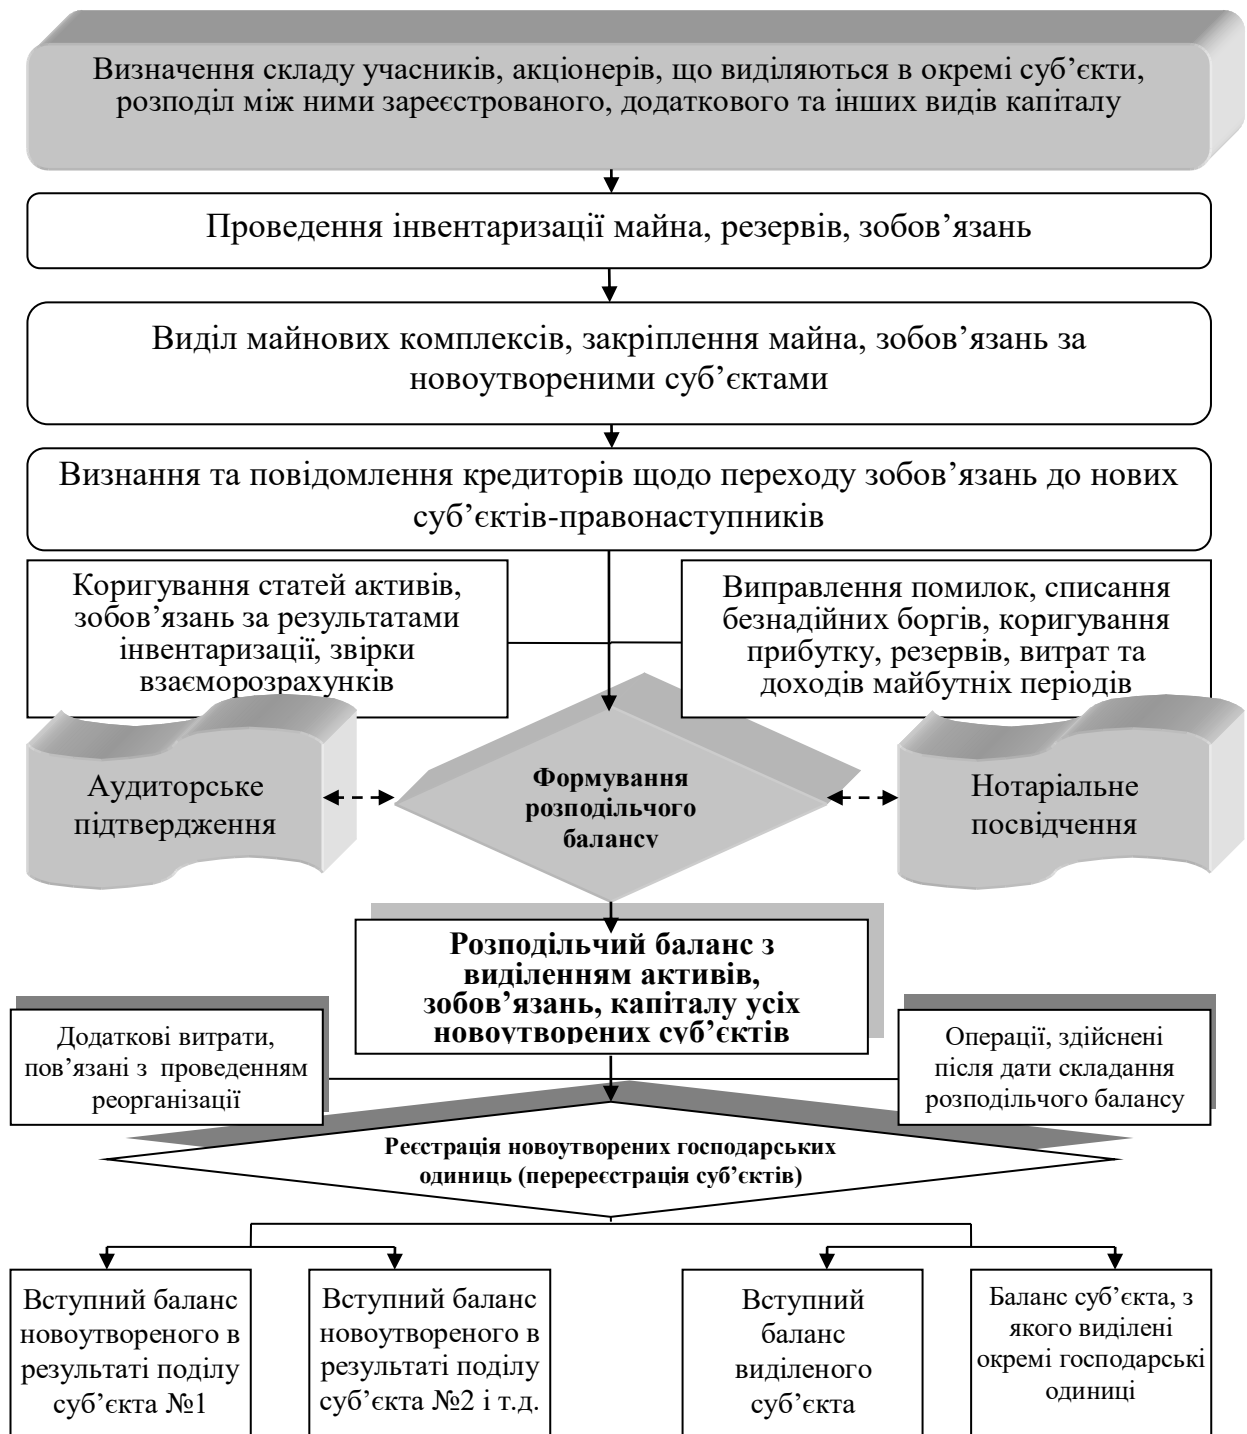 Визначення складу учасників, акціонерів, що виділяються в окремі суб’єкти,
розподіл між ними зареєстрованого, додаткового та інших видів капіталу
Проведення інвентаризації майна, резервів, зобов’язань
Виділ майнових комплексів, закріплення майна, зобов’язань за
новоутвореними суб’єктами
Визнання та повідомлення кредиторів щодо переходу зобов’язань до нових
суб’єктів-правонаступників
Коригування статей активів,
зобов’язань за результатами
інвентаризації, звірки
взаєморозрахунків
Виправлення помилок, списання
безнадійних боргів, коригування
прибутку, резервів, витрат та
доходів майбутніх періодів
Аудиторське
підтвердження
Формування
розподільчого
балансу
Нотаріальне
посвідчення
Розподільчий баланс з
виділенням активів,
зобов’язань, капіталу усіх
новоутворених суб’єктів
Додаткові витрати,
пов’язані з  проведенням
реорганізації
Операції, здійснені
після дати складання
розподільчого балансу
Реєстрація новоутворених господарських
одиниць (перереєстрація суб’єктів)
Вступний баланс
новоутвореного в
результаті поділу
суб’єкта №1
Вступний баланс
новоутвореного в
результаті поділу
суб’єкта №2 і т.д.
Вступний
баланс
виділеного
суб’єкта
Баланс суб’єкта, з
якого виділені
окремі господарські
одиниці